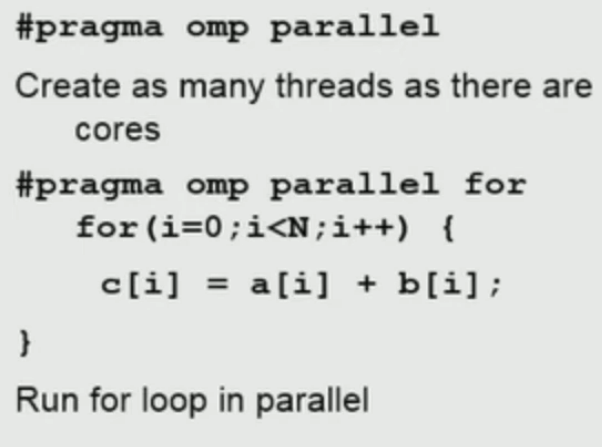 #pragma omp parallel
Create as many threads as there are
cores
#pragma omp parallel for
for(i=0;i<N;i++) {
c[i] = a[i] + b[i];
}
Run for loop in parallel